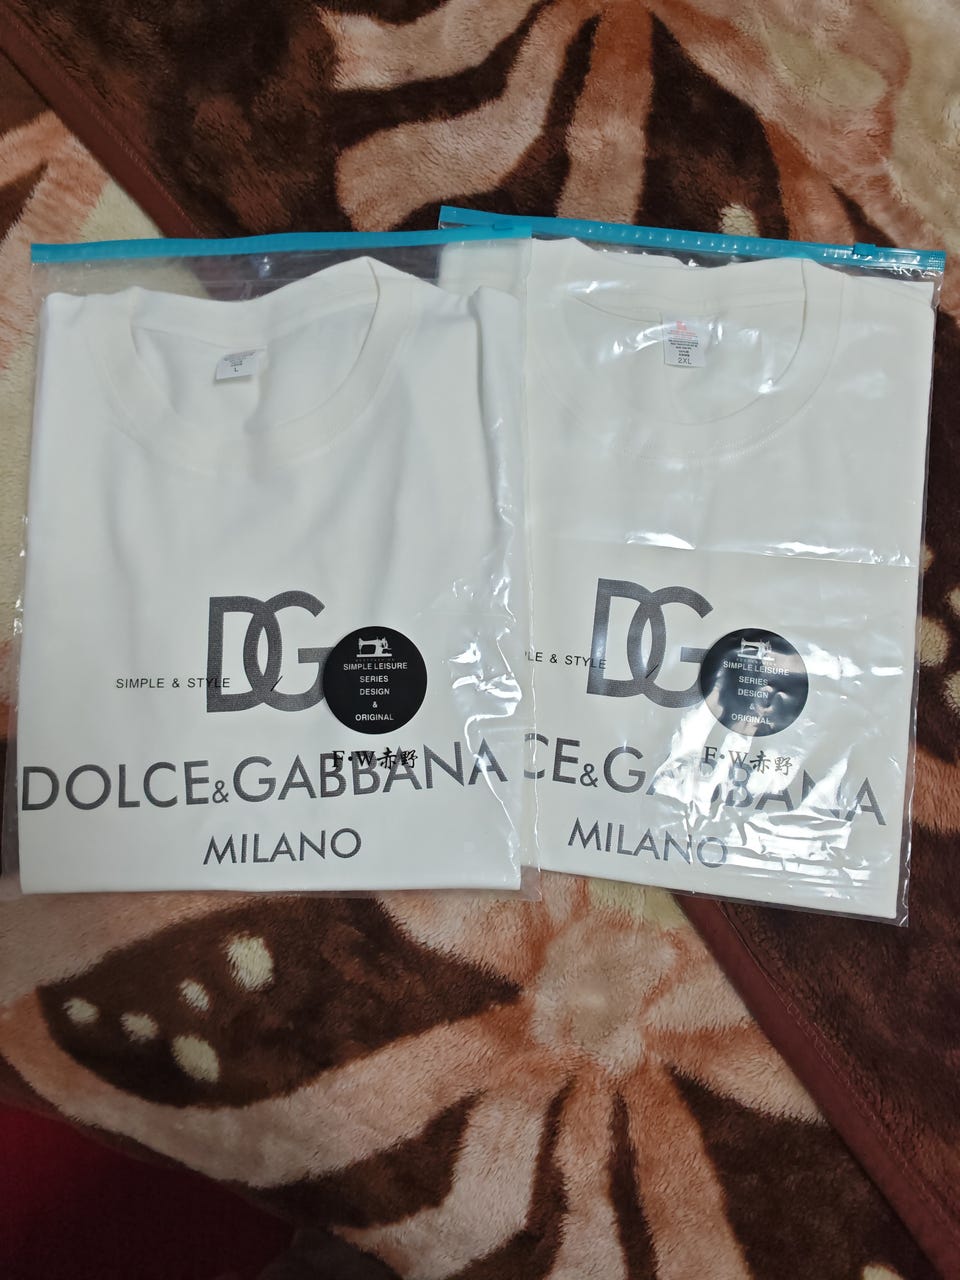 L
DG
SIMPLE LEISURE
SERIES
DESIGN
&
ORIGINAL
SIMPLE & STYLE
F·W赤野
DOLCE&GABBANA
MILANO
2XL
DG
SIMPLE LEISURE
SERIES
DESIGN
&
ORIGINAL
PLE & STYLE
F·W赤野
CE&GABBANA
MILANO